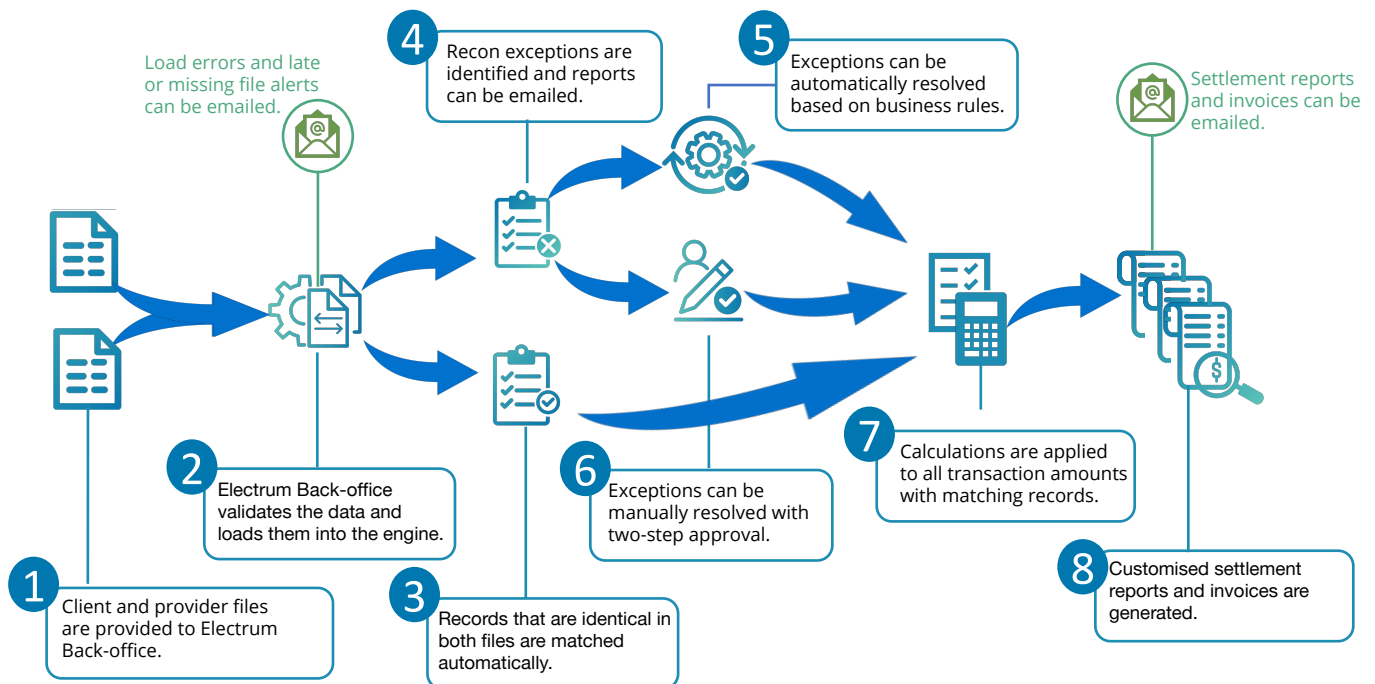 Load errors and late
or missing file alerts
can be emailed.
4
Recon exceptions are
identified and reports
can be emailed.
5
Exceptions can be
automatically resolved
based on business rules.
@
@
Settlement reports
and invoices can be
emailed.
1
Client and provider files
are provided to Electrum
Back-office.
2
Electrum Back-office
validates the data and
loads them into the engine.
3
Records that are identical in
both files are matched
automatically.
6
Exceptions can be
manually resolved with
two-step approval.
7
Calculations are applied
to all transaction amounts
with matching records.
$
8
Customised settlement
reports and invoices are
generated.